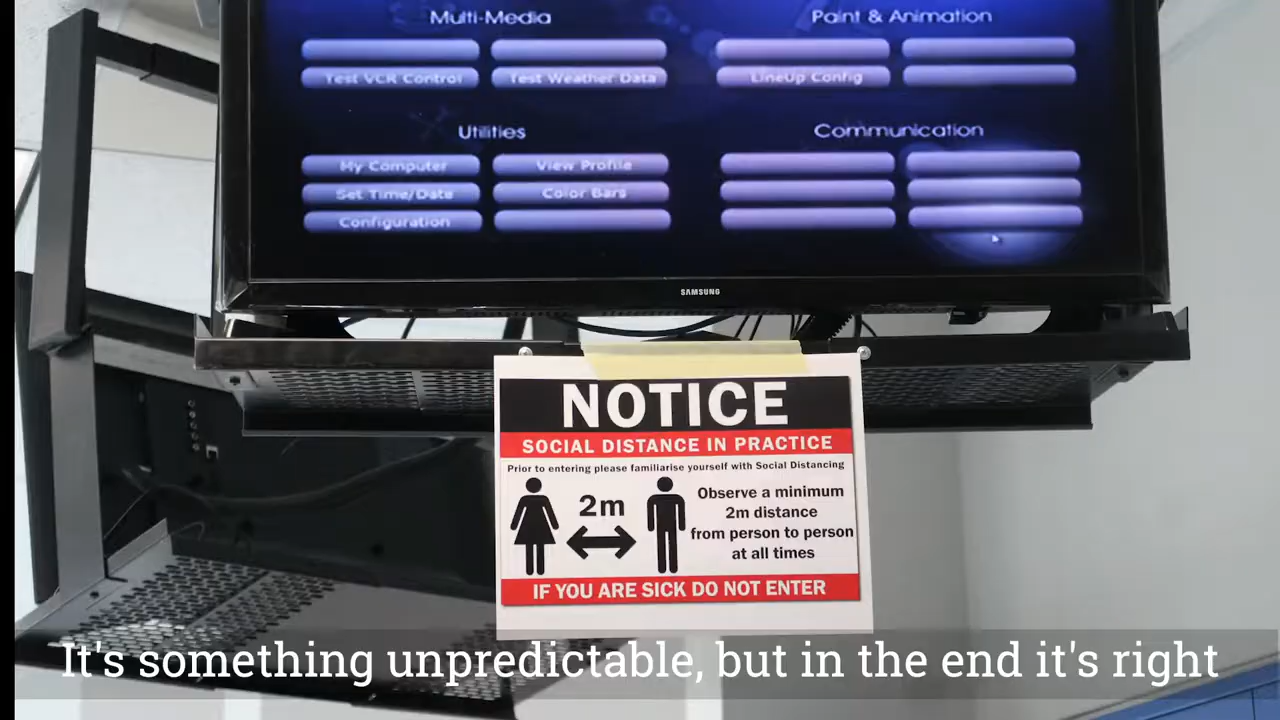 Multi-Media
Paint & Animation
Test VCR Control
Test Weather Data
LineUp Config
Utilities
Communication
My Computer
View Profile
Set Time/Date
Color Bars
Configuration
SAMSUNG
NOTICE
SOCIAL DISTANCE IN PRACTICE
Prior to entering please familiarise yourself with Social Distancing
2m
Observe a minimum
2m distance
from person to person
at all times
IF YOU ARE SICK DO NOT ENTER
It's something unpredictable, but in the end it's right